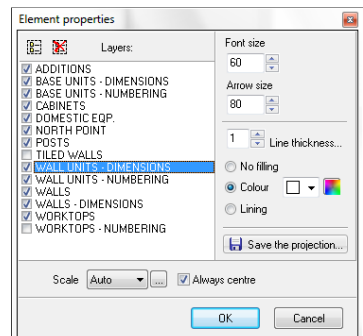 Element properties
Layers:
ADDITIONS
BASE UNITS - DIMENSIONS
BASE UNITS - NUMBERING
CABINETS
DOMESTIC EQP.
NORTH POINT
POSTS
TILED WALLS
WALL UNITS - DIMENSIONS
WALL UNITS - NUMBERING
WALLS
WALLS - DIMENSIONS
WORKTOPS
WORKTOPS - NUMBERING
Font size
60
Arrow size
80
1 Line thickness...
No filling
Colour
Lining
Save the projection...
Scale Auto ... Always centre
OK Cancel